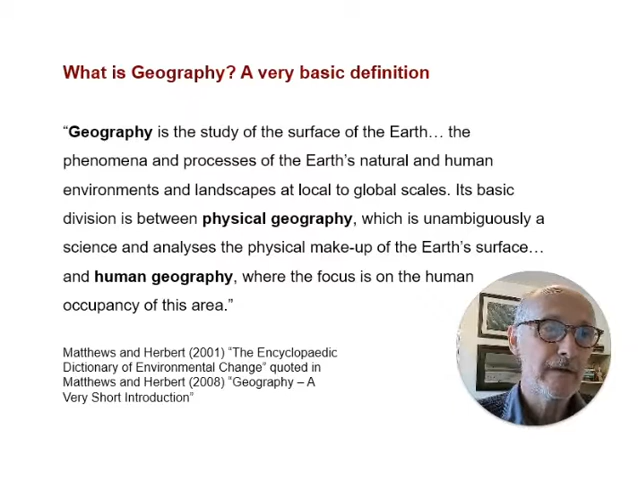 What is Geography? A very basic definition
“Geography is the study of the surface of the Earth… the
phenomena and processes of the Earth’s natural and human
environments and landscapes at local to global scales. Its basic
division is between physical geography, which is unambiguously a
science and analyses the physical make-up of the Earth’s surface…
and human geography, where the focus is on the human
occupancy of this area.”
Matthews and Herbert (2001) “The Encyclopaedic
Dictionary of Environmental Change” quoted in
Matthews and Herbert (2008) “Geography – A
Very Short Introduction”